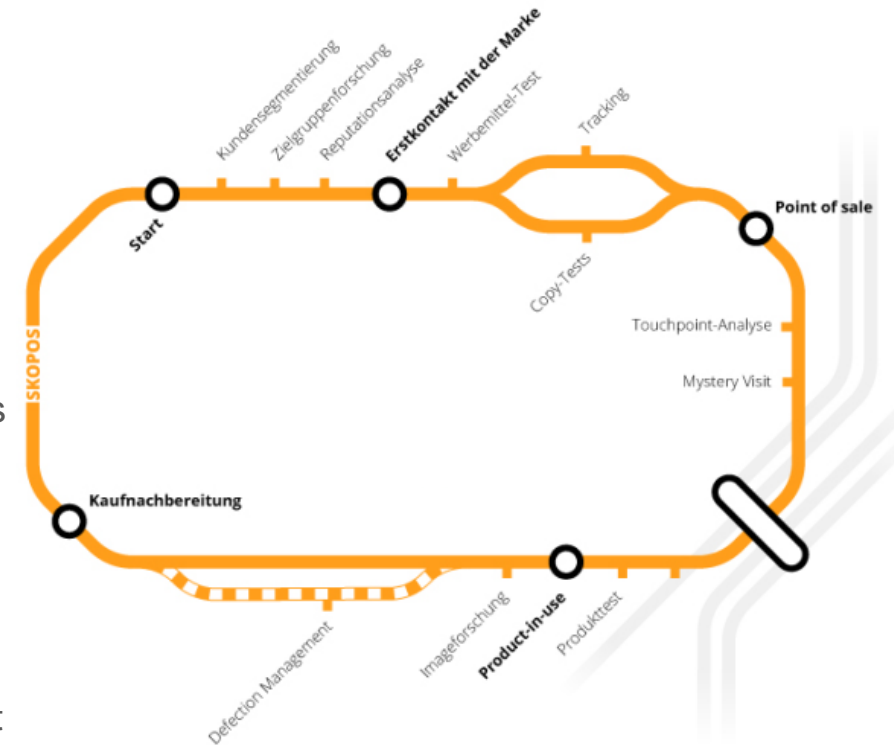 Kundensegmentierung
Zielgruppenforschung
Reputationsanalyse
Erstkontakt mit der Marke
Werbemittel-Test
Tracking
Start
Point of sale
Copy-Tests
Touchpoint-Analyse
Mystery Visit
SKOPOS
s
Kaufnachbereitung
Defection Management
Imageforschung
Product-in-use
Produkttest
t